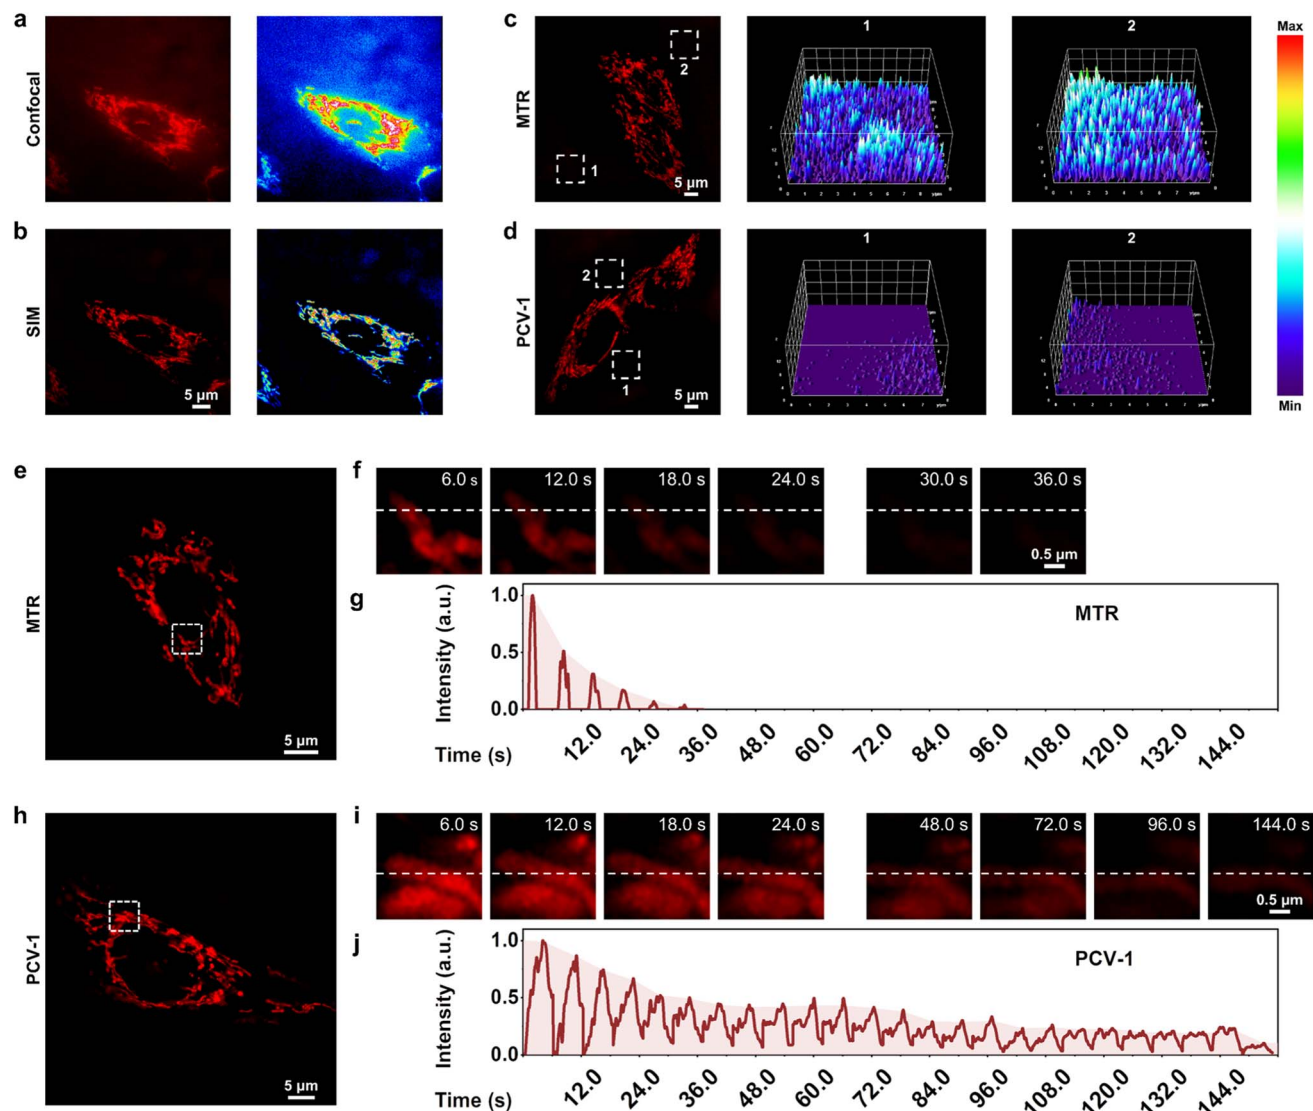 a
c
1
2
Max
Confocal
MTR
2
1
5 µm
b
d
1
2
SIM
PCV-1
2
1
5 µm
5 µm
Min
e
f
6.0 s
12.0 s
18.0 s
24.0 s
30.0 s
36.0 s
0.5 µm
MTR
5 µm
g
Intensity (a.u.)
1.0
0.5
0.0
MTR
Time (s)
12.0
24.0
36.0
48.0
60.0
72.0
84.0
96.0
108.0
120.0
132.0
144.0
h
i
6.0 s
12.0 s
18.0 s
24.0 s
48.0 s
72.0 s
96.0 s
144.0 s
0.5 µm
PCV-1
5 µm
j
Intensity (a.u.)
1.0
0.5
0.0
PCV-1
Time (s)
12.0
24.0
36.0
48.0
60.0
72.0
84.0
96.0
108.0
120.0
132.0
144.0